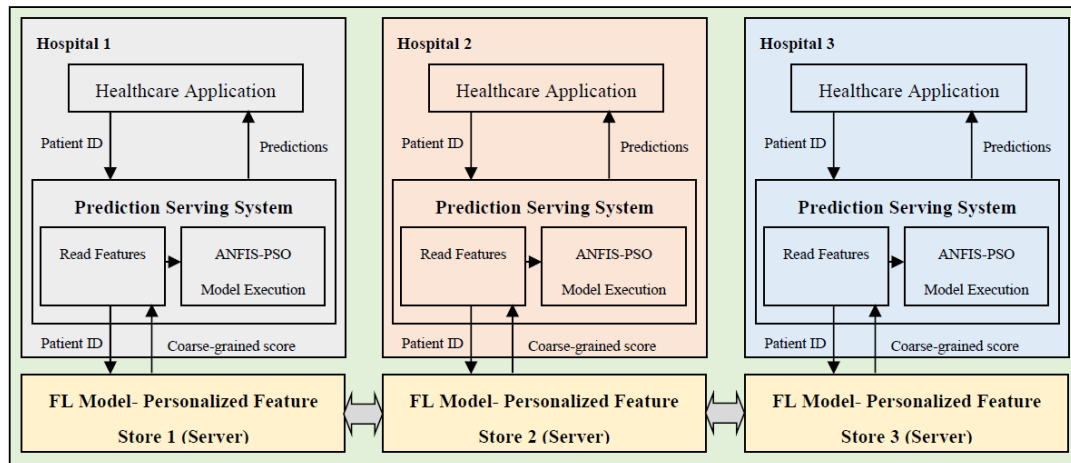 Hospital 1
Healthcare Application
Patient ID
Predictions
Prediction Serving System
Read Features
ANFIS-PSO
Model Execution
Patient ID
Coarse-grained score
FL Model- Personalized Feature
Store 1 (Server)
Hospital 2
Healthcare Application
Patient ID
Predictions
Prediction Serving System
Read Features
ANFIS-PSO
Model Execution
Patient ID
Coarse-grained score
FL Model- Personalized Feature
Store 2 (Server)
Hospital 3
Healthcare Application
Patient ID
Predictions
Prediction Serving System
Read Features
ANFIS-PSO
Model Execution
Patient ID
Coarse-grained score
FL Model- Personalized Feature
Store 3 (Server)